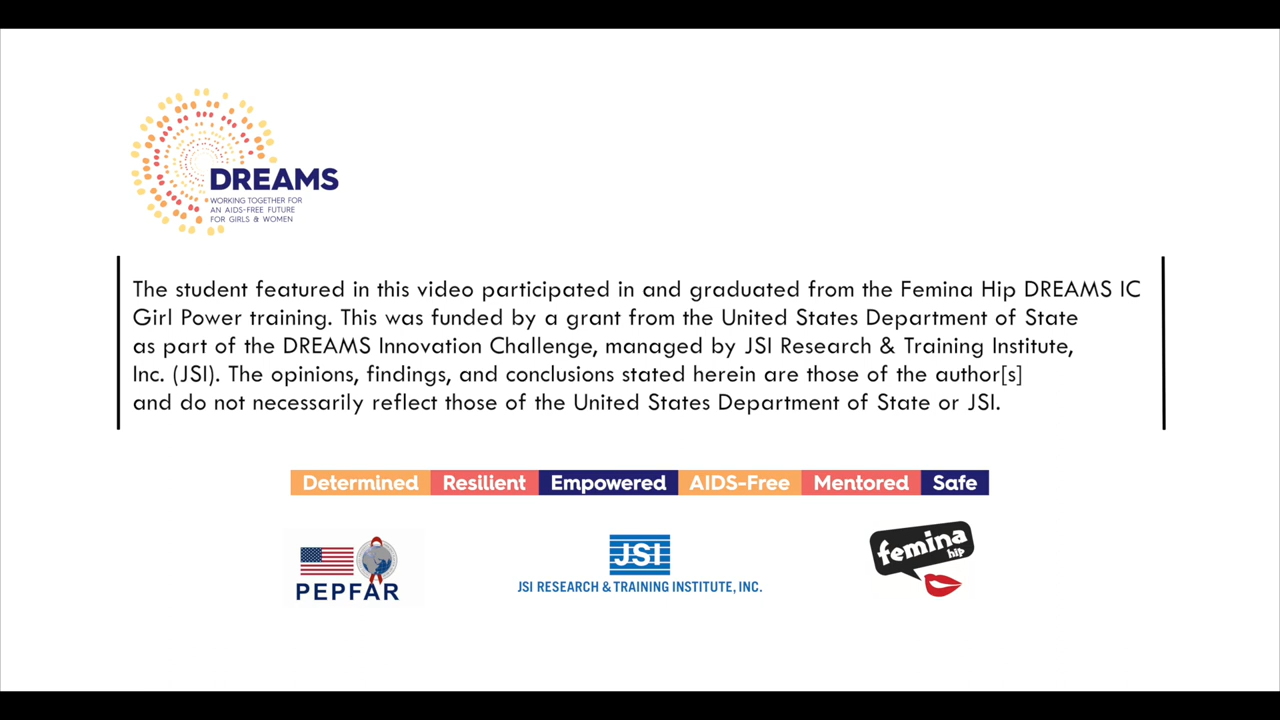 DREAMS
WORKING TOGETHER FOR
AN AIDS-FREE FUTURE
FOR GIRLS & WOMEN
The student featured in this video participated in and graduated from the Femina Hip DREAMS IC
Girl Power training. This was funded by a grant from the United States Department of State
as part of the DREAMS Innovation Challenge, managed by JSI Research & Training Institute,
Inc. (JSI). The opinions, findings, and conclusions stated herein are those of the author[s]
and do not necessarily reflect those of the United States Department of State or JSI.
Determined Resilient Empowered AIDS-Free Mentored Safe
PEPFAR
JSI
JSI RESEARCH & TRAINING INSTITUTE, INC.
femina
hip